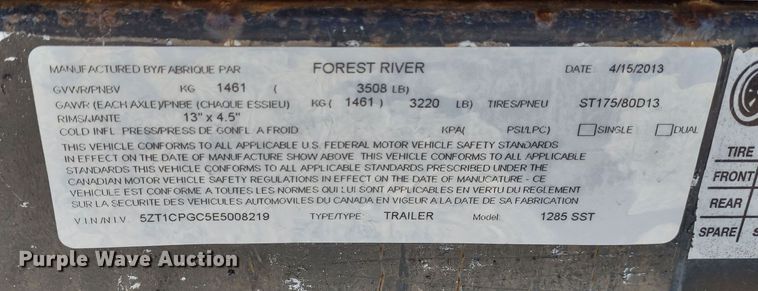 MANUFACTURED BY/FABRIQUE PAR FOREST RIVER DATE: 4/15/2013
GVWR/PNBV KG 1461 ( 3508 LB)
GAWR (EACH AXLE)/PNBE (CHAQUE ESSIEU) KG ( 1461 ) 3220 LB) TIRES/PNEU ST175/80D13
RIMS/JANTE 13" x 4.5"
COLD INFL PRESS/PRESS DE GONFL A FROID KPA( PSI/LPC) SINGLE DUAL
THIS VEHICLE CONFORMS TO ALL APPLICABLE U.S. FEDERAL MOTOR VEHICLE SAFETY STANDARDS
IN EFFECT ON THE DATE OF MANUFACTURE SHOW ABOVE THIS VEHICLE CONFORMS TO ALL APPLICABLE
STANDARDS THIS VEHICLE CONFORMS TO ALL APPLICABLE STANDARDS PRESCRIBED UNDER THE
CANADIAN MOTOR VEHICLE SAFETY REGULATIONS IN EFFECT ON THE DATE OF MANUCATURE - CE
VEHICULE EST CONFORME A TOUTES LES NORMES QUI LUI SONT APPLICABLES EN VERTU DU REGLEMENT
SUR LA SECURITE DES VEHICULES AUTOMOBILES DU CANADA EN VIGEUR A LA DATE DE SA FABRICATION
V.I.N/N.I.V. 5ZT1CPGC5E5008219 TYPE/TYPE: TRAILER Model: 1285 SST
TIRE
FRONT
REAR
SPARE
Purple Wave Auction